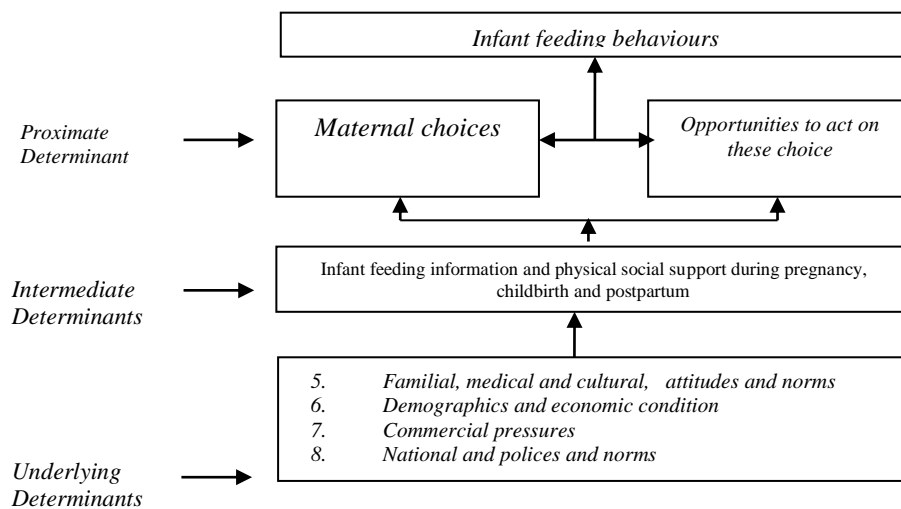 Infant feeding behaviours
Proximate
Determinant
Maternal choices
Opportunities to act on
these choice
Intermediate
Determinants
Infant feeding information and physical social support during pregnancy,
childbirth and postpartum
5. Familial, medical and cultural, attitudes and norms
6. Demographics and economic condition
7. Commercial pressures
8. National and polices and norms
Underlying
Determinants